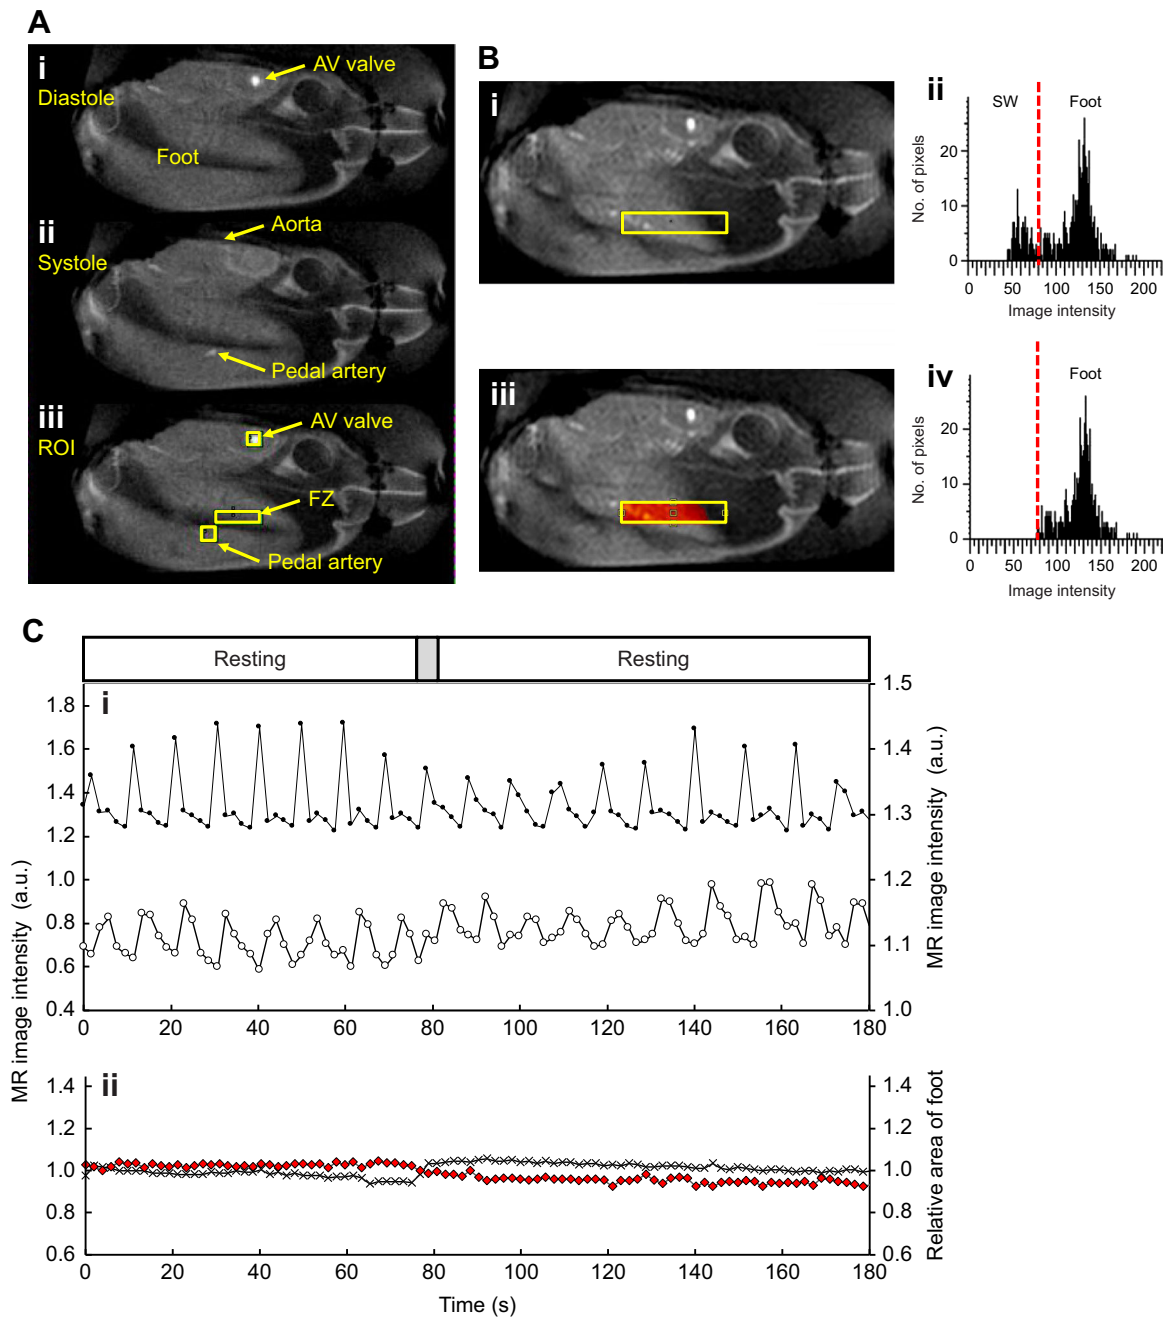 A
i
Diastole
AV valve
Foot
ii
Systole
Aorta
Pedal artery
iii
ROI
AV valve
FZ
Pedal artery
B
i
ii
SW
Foot
No. of pixels
20
10
0
0
50
100
150
200
Image intensity
iii
iv
Foot
No. of pixels
20
10
0
0
50
100
150
200
Image intensity
C
Resting
Resting
i
MR image intensity (a.u.)
1.8
1.6
1.4
1.2
1.0
0.8
0.6
0.4
1.5
1.4
1.3
1.2
1.1
1.0
MR image intensity (a.u.)
0
20
40
60
80
100
120
140
160
180
ii
1.4
1.2
1.0
0.8
0.6
1.4
1.2
1.0
0.8
0.6
Relative area of foot
0
20
40
60
80
100
120
140
160
180
Time (s)